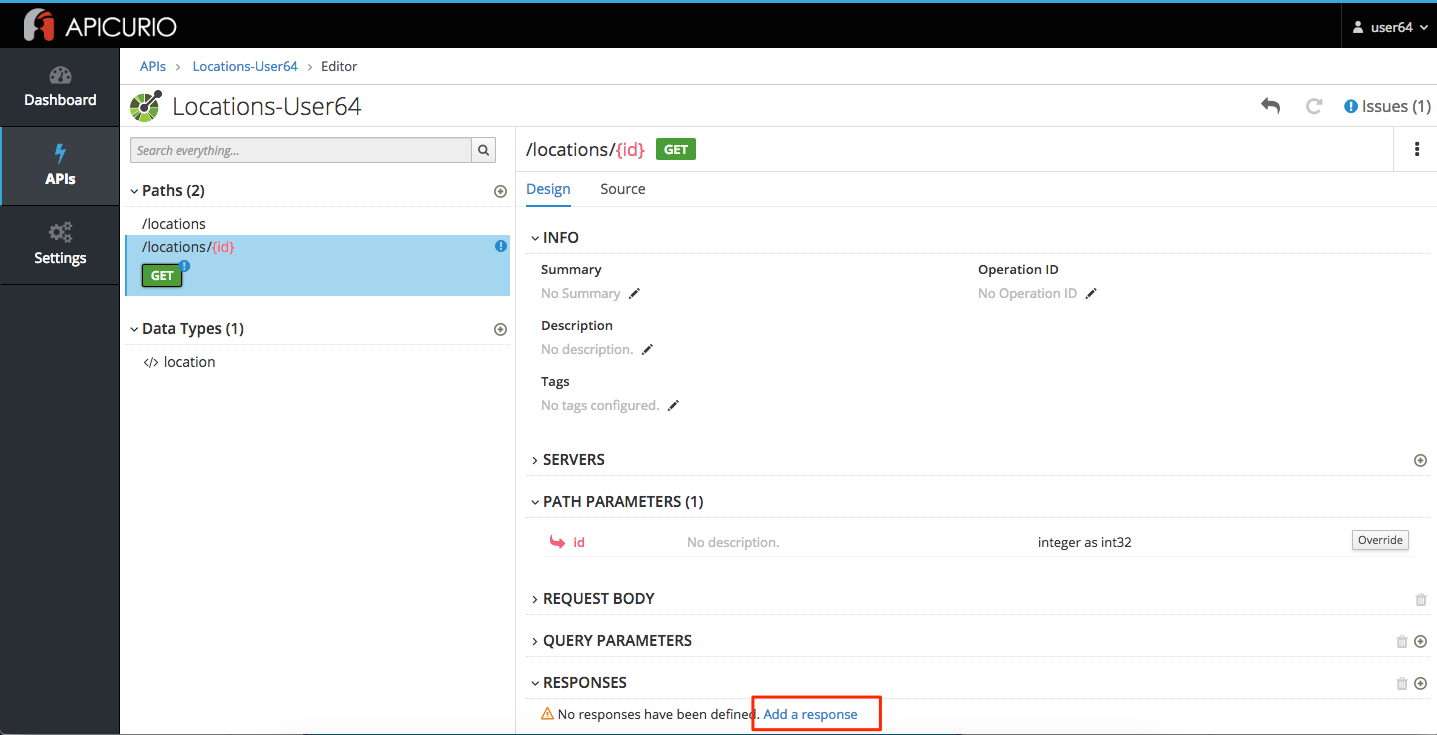 APICURIO
user64
APIs > Locations-User64 > Editor
Dashboard
APIs
Settings
Locations-User64
Issues (1)
Search everything...
Paths (2)
/locations
/locations/{id}
GET
Data Types (1)
</> location
/locations/{id} GET
Design Source
INFO
Summary Operation ID
No Summary No Operation ID
Description
No description.
Tags
No tags configured.
SERVERS
PATH PARAMETERS (1)
id No description. integer as int32 Override
REQUEST BODY
QUERY PARAMETERS
RESPONSES
No responses have been defined. Add a response